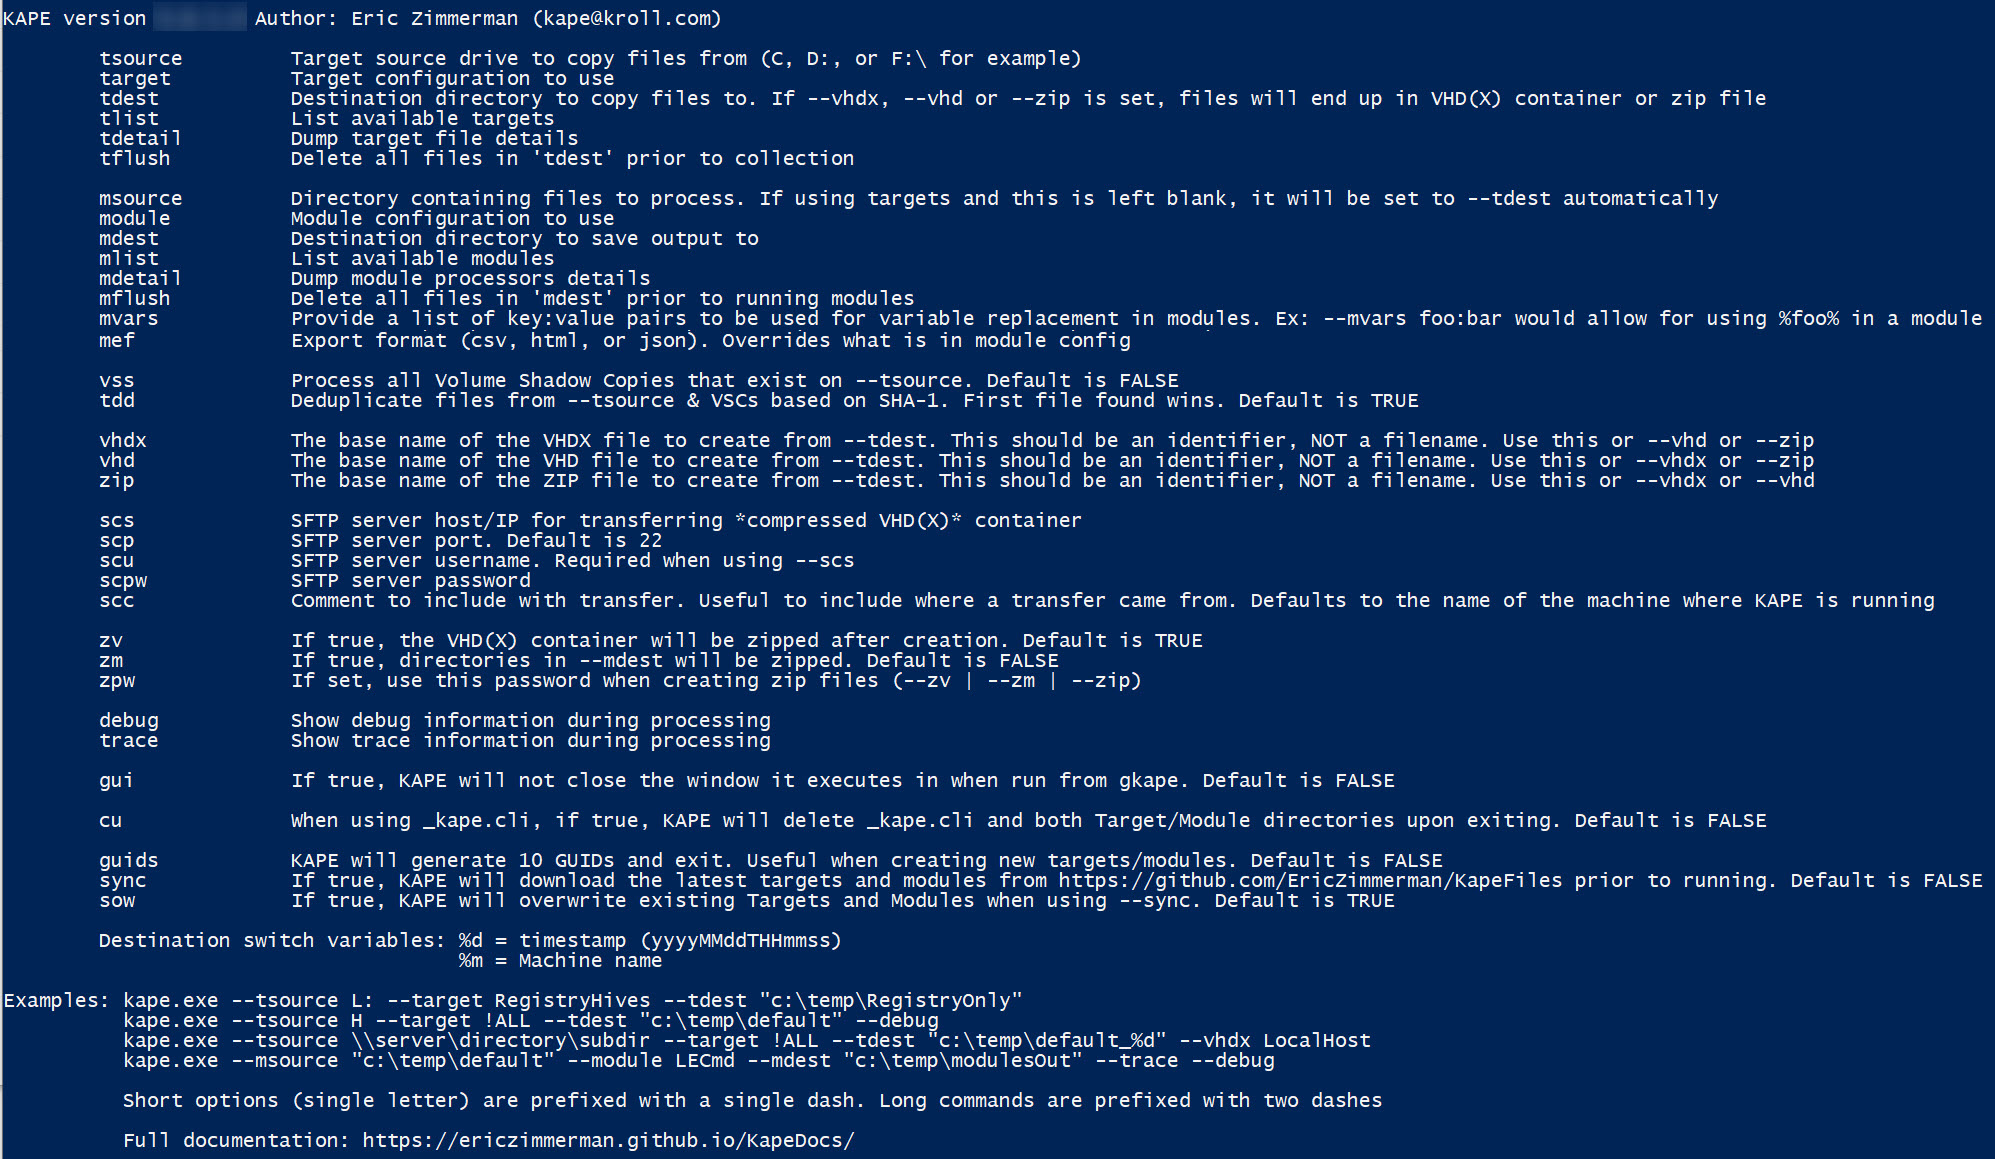 KAPE version Author: Eric Zimmerman (kape@kroll.com)
tsource Target source drive to copy files from (C, D:, or F:\ for example)
target Target configuration to use
tdest Destination directory to copy files to. If --vhdx, --vhd or --zip is set, files will end up in VHD(X) container or zip file
tlist List available targets
tdetail Dump target file details
tflush Delete all files in 'tdest' prior to collection
msource Directory containing files to process. If using targets and this is left blank, it will be set to --tdest automatically
module Module configuration to use
mdest Destination directory to save output to
mlist List available modules
mdetail Dump module processors details
mflush Delete all files in 'mdest' prior to running modules
mvars Provide a list of key:value pairs to be used for variable replacement in modules. Ex: --mvars foo:bar would allow for using %foo% in a module
mef Export format (csv, html, or json). Overrides what is in module config
vss Process all Volume Shadow Copies that exist on --tsource. Default is FALSE
tdd Deduplicate files from --tsource & VSCs based on SHA-1. First file found wins. Default is TRUE
vhdx The base name of the VHDX file to create from --tdest. This should be an identifier, NOT a filename. Use this or --vhd or --zip
vhd The base name of the VHD file to create from --tdest. This should be an identifier, NOT a filename. Use this or --vhdx or --zip
zip The base name of the ZIP file to create from --tdest. This should be an identifier, NOT a filename. Use this or --vhdx or --vhd
scs SFTP server host/IP for transferring *compressed VHD(X)* container
scp SFTP server port. Default is 22
scu SFTP server username. Required when using --scs
scpw SFTP server password
scc Comment to include with transfer. Useful to include where a transfer came from. Defaults to the name of the machine where KAPE is running
zv If true, the VHD(X) container will be zipped after creation. Default is TRUE
zm If true, directories in --mdest will be zipped. Default is FALSE
zpw If set, use this password when creating zip files (--zv | --zm | --zip)
debug Show debug information during processing
trace Show trace information during processing
gui If true, KAPE will not close the window it executes in when run from gkape. Default is FALSE
cu When using _kape.cli, if true, KAPE will delete _kape.cli and both Target/Module directories upon exiting. Default is FALSE
guids KAPE will generate 10 GUIDs and exit. Useful when creating new targets/modules. Default is FALSE
sync If true, KAPE will download the latest targets and modules from https://github.com/EricZimmerman/KapeFiles prior to running. Default is FALSE
sow If true, KAPE will overwrite existing Targets and Modules when using --sync. Default is TRUE
Destination switch variables: %d = timestamp (yyyyMMddTHHmmss)
%m = Machine name
Examples: kape.exe --tsource L: --target RegistryHives --tdest "c:\temp\RegistryOnly"
kape.exe --tsource H --target !ALL --tdest "c:\temp\default" --debug
kape.exe --tsource \\server\directory\subdir --target !ALL --tdest "c:\temp\default_%d" --vhdx LocalHost
kape.exe --msource "c:\temp\default" --module LECmd --mdest "c:\temp\modulesOut" --trace --debug
Short options (single letter) are prefixed with a single dash. Long commands are prefixed with two dashes
Full documentation: https://ericzimmerman.github.io/KapeDocs/